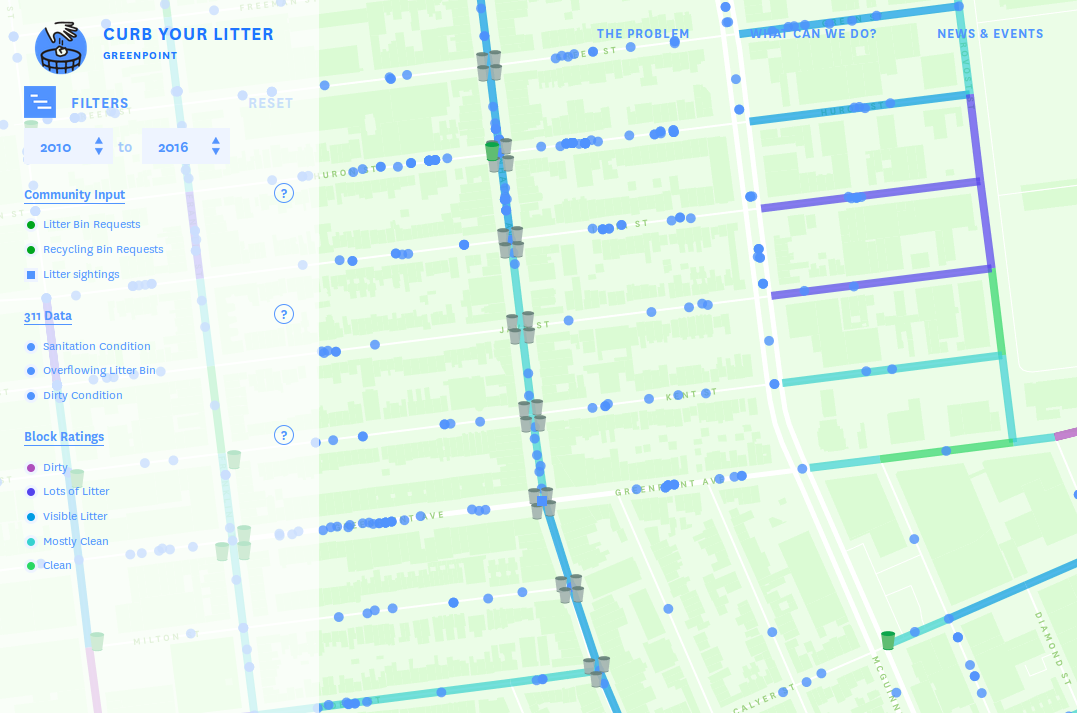 CURB YOUR LITTER
GREENPOINT
THE PROBLEM
WHAT CAN WE DO?
NEWS & EVENTS
FILTERS
RESET
2010
to
2016
Community Input
?
Litter Bin Requests
Recycling Bin Requests
Litter sightings
311 Data
?
Sanitation Condition
Overflowing Litter Bin
Dirty Condition
Block Ratings
?
Dirty
Lots of Litter
Visible Litter
Mostly Clean
Clean
ST
ST
KENT ST
GREENPOINT AVE
AVE
MILTON ST
CALYER ST
DIAMOND ST